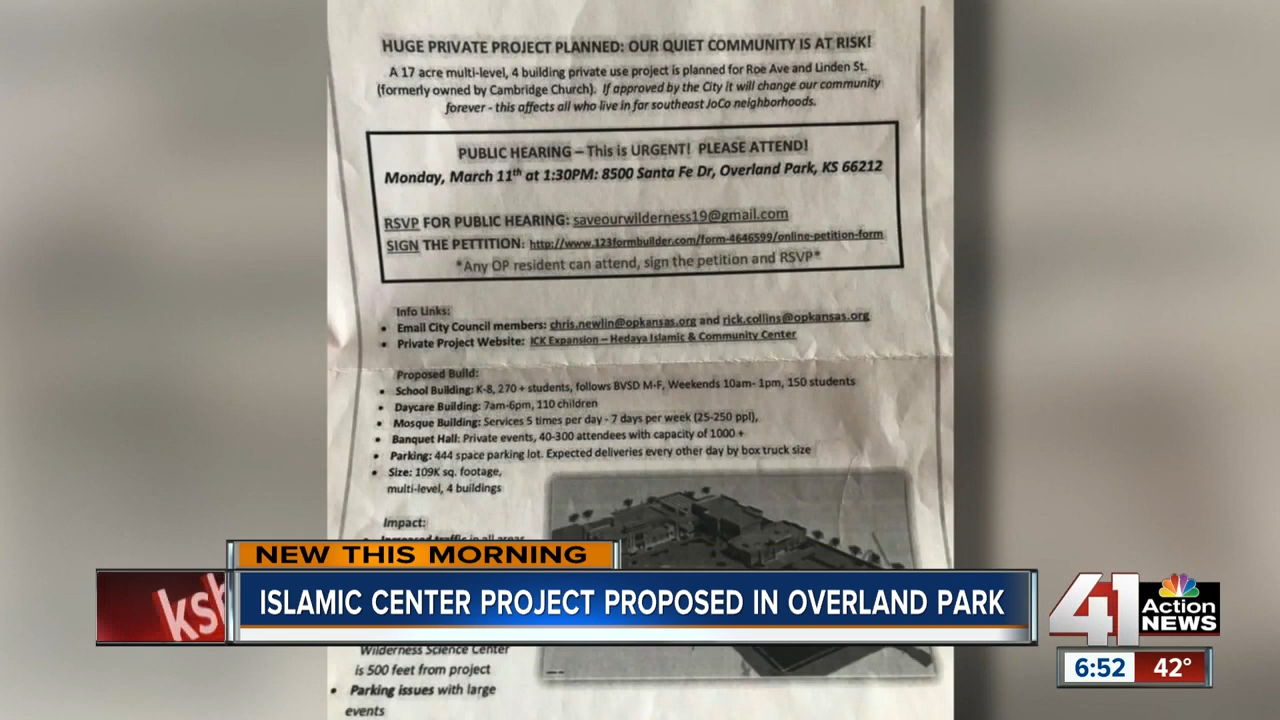 HUGE PRIVATE PROJECT PLANNED: OUR QUIET COMMUNITY IS AT RISK!
A 17 acre multi-level, 4 building private use project is planned for Roe Ave and Linden St.
(formerly owned by Cambridge Church). If approved by the City it will change our community
forever - this affects all who live in far southeast JoCo neighborhoods.
PUBLIC HEARING – This is URGENT! PLEASE ATTEND!
Monday, March 11th at 1:30PM: 8500 Santa Fe Dr, Overland Park, KS 66212
RSVP FOR PUBLIC HEARING: saveourwilderness19@gmail.com
SIGN THE PETTITION: http://www.123formbuilder.com/form-4646599/online-petition-form
*Any OP resident can attend, sign the petition and RSVP*
Info Links:
• Email City Council members: chris.newlin@opkansas.org and rick.collins@opkansas.org
• Private Project Website: ICK Expansion – Hedaya Islamic & Community Center
Proposed Build:
• School Building: K-8, 270 + students, follows BVSD M-F, Weekends 10am- 1pm, 150 students
• Daycare Building: 7am-6pm, 110 children
• Mosque Building: Services 5 times per day - 7 days per week (25-250 ppl),
• Banquet Hall: Private events, 40-300 attendees with capacity of 1000 +
• Parking: 444 space parking lot. Expected deliveries every other day by box truck size
• Size: 109K sq. footage,
multi-level, 4 buildings
Impact:
• Increased traffic in all areas
NEW THIS MORNING
ksh
ISLAMIC CENTER PROJECT PROPOSED IN OVERLAND PARK
41
Action
NEWS
6:52 42°
Wilderness Science Center
is 500 feet from project
• Parking issues with large
events